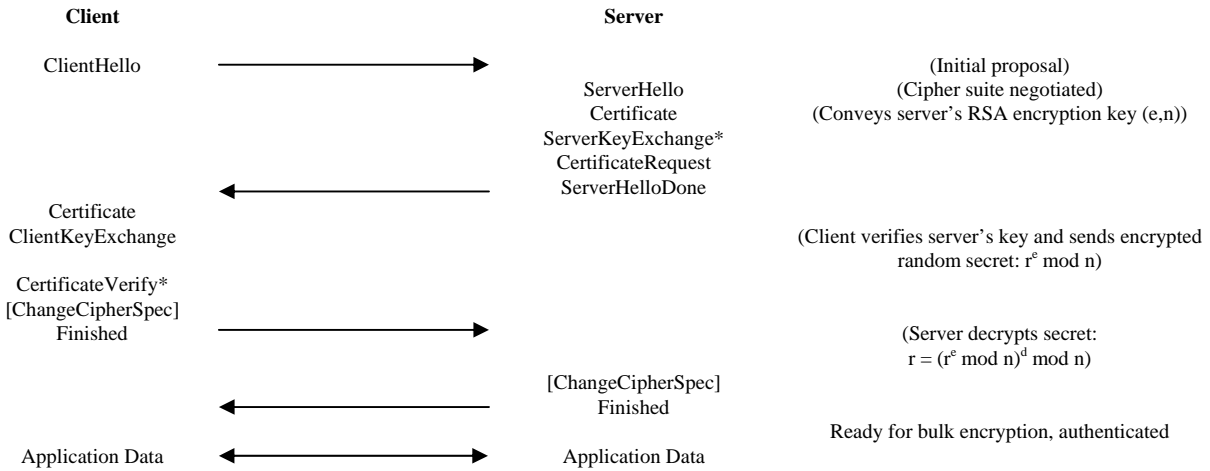 Client Server
ClientHello (Initial proposal)
ServerHello (Cipher suite negotiated)
Certificate (Conveys server’s RSA encryption key (e,n))
ServerKeyExchange*
CertificateRequest
ServerHelloDone
Certificate
ClientKeyExchange (Client verifies server’s key and sends encrypted
random secret: rᵉ mod n)
CertificateVerify*
[ChangeCipherSpec]
Finished (Server decrypts secret:
r = (rᵉ mod n)ᵈ mod n)
[ChangeCipherSpec]
Finished
Ready for bulk encryption, authenticated
Application Data Application Data